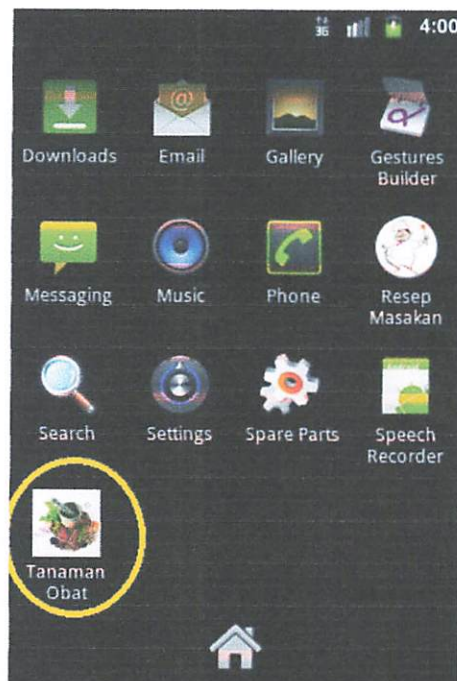 3G 4:00
Downloads Email Gallery Gestures
Builder
Messaging Music Phone Resep
Masakan
Search Settings Spare Parts Speech
Recorder
Tanaman
Obat